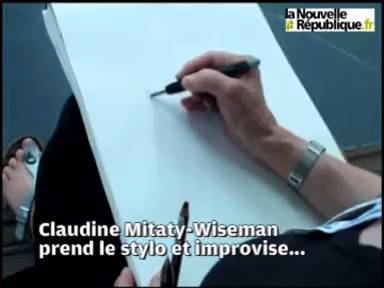 la Nouvelle
République.fr
Claudine Mitaty-Wiseman
prend le stylo et improvise...